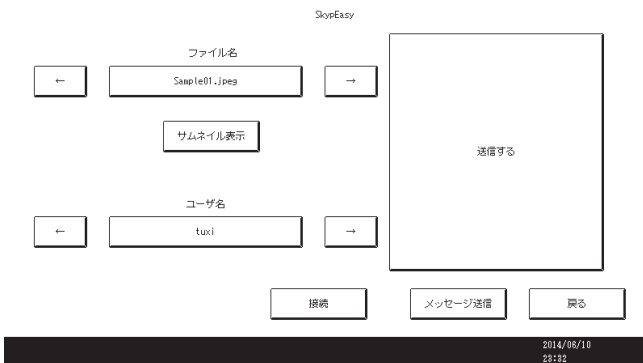 SkypEasy
ファイル名
← Sample01.jpeg →
サムネイル表示
送信する
ユーザ名
← tuxi →
接続 メッセージ送信 戻る
2014/06/10
23:32